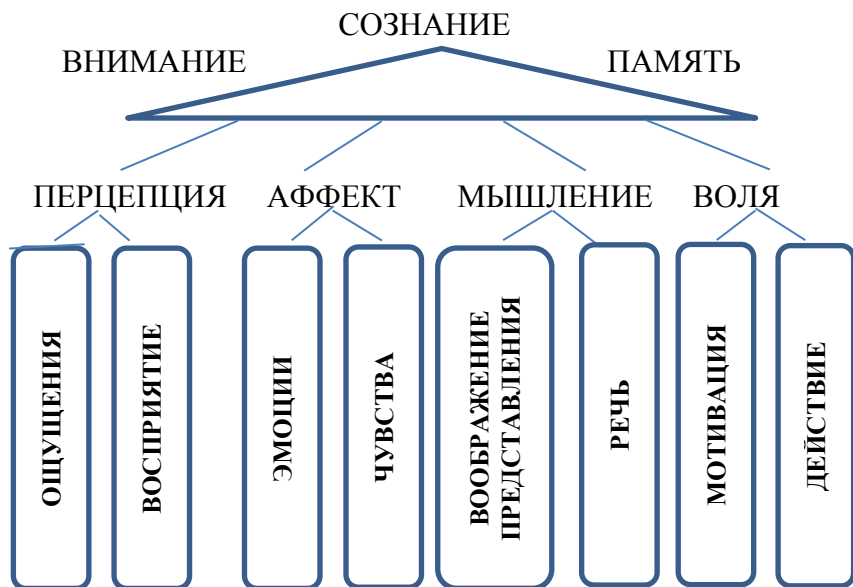 СОЗНАНИЕ
ВНИМАНИЕ
ПАМЯТЬ
ПЕРЦЕПЦИЯ
АФФЕКТ
МЫШЛЕНИЕ
ВОЛЯ
ОЩУЩЕНИЯ
ВОСПРИЯТИЕ
ЭМОЦИИ
ЧУВСТВА
ВООБРАЖЕНИЕ
ПРЕДСТАВЛЕНИЯ
РЕЧЬ
МОТИВАЦИЯ
ДЕЙСТВИЕ